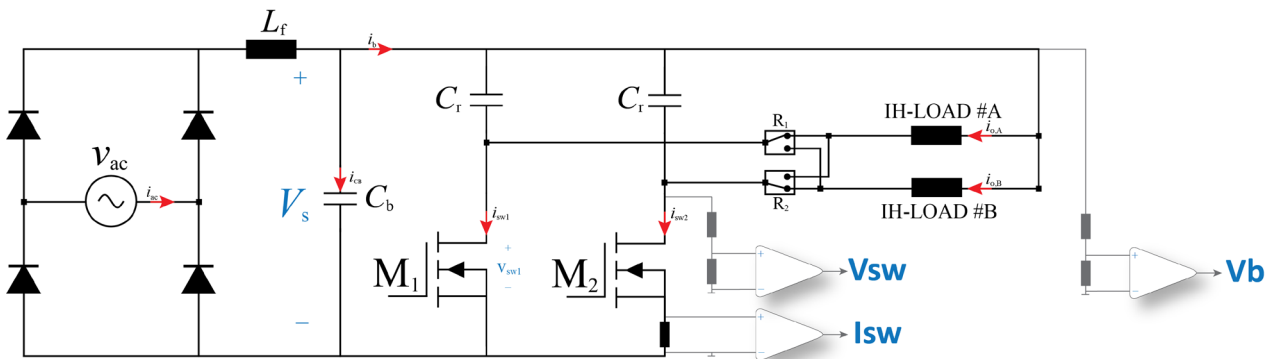 L_f
i_b
+
V_s
−
v_ac
i_ac
i_CB
C_b
C_r
C_r
R_1
R_2
IH-LOAD #A
i_o,A
i_o,B
IH-LOAD #B
i_sw1
i_sw2
M_1
+
v_sw1
−
M_2
+
−
Vsw
+
−
Isw
+
−
Vb